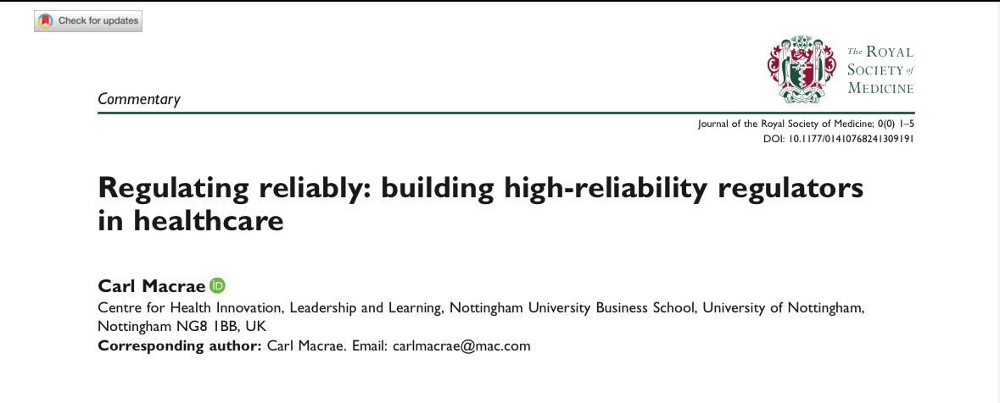 Check for updates
The ROYAL
SOCIETY of
MEDICINE
Commentary
Journal of the Royal Society of Medicine; 0(0) 1–5
DOI: 10.1177/01410768241309191
Regulating reliably: building high-reliability regulators
in healthcare
Carl Macrae iD
Centre for Health Innovation, Leadership and Learning, Nottingham University Business School, University of Nottingham,
Nottingham NG8 1BB, UK
Corresponding author: Carl Macrae. Email: carlmacrae@mac.com